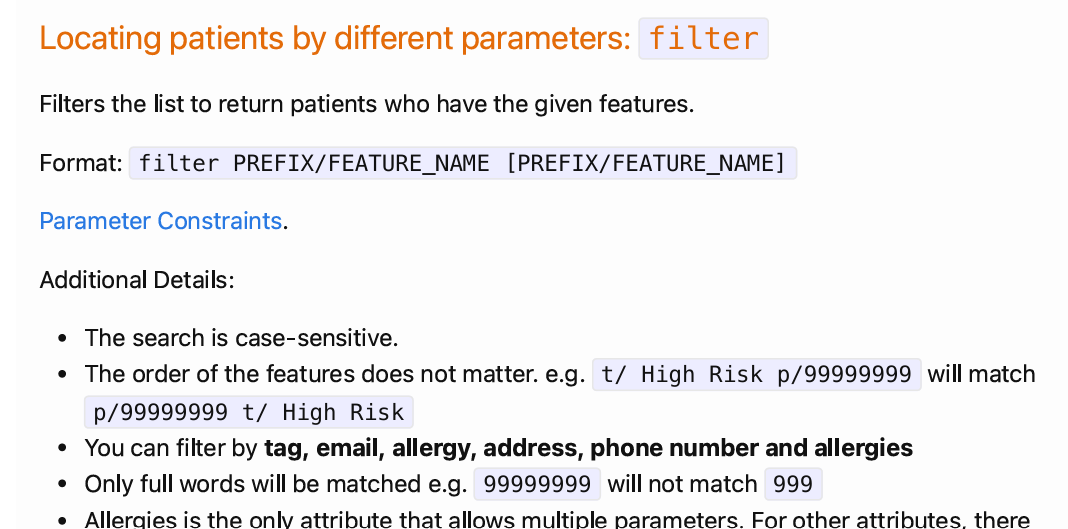 Locating patients by different parameters: filter
Filters the list to return patients who have the given features.
Format: filter PREFIX/FEATURE_NAME [PREFIX/FEATURE_NAME]
Parameter Constraints.
Additional Details:
• The search is case-sensitive.
• The order of the features does not matter. e.g. t/ High Risk p/99999999 will match
p/99999999 t/ High Risk
• You can filter by tag, email, allergy, address, phone number and allergies
• Only full words will be matched e.g. 99999999 will not match 999
• Allergies is the only attribute that allows multiple parameters. For other attributes, there